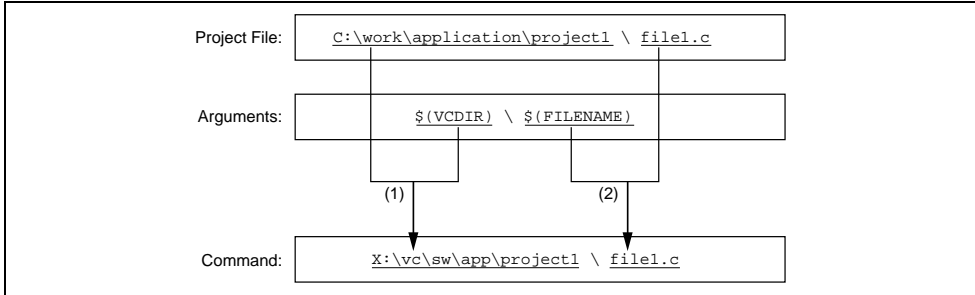 Project File: C:\work\application\project1 \ file1.c
Arguments: $(VCDIR) \ $(FILENAME)
(1) (2)
Command: X:\vc\sw\app\project1 \ file1.c